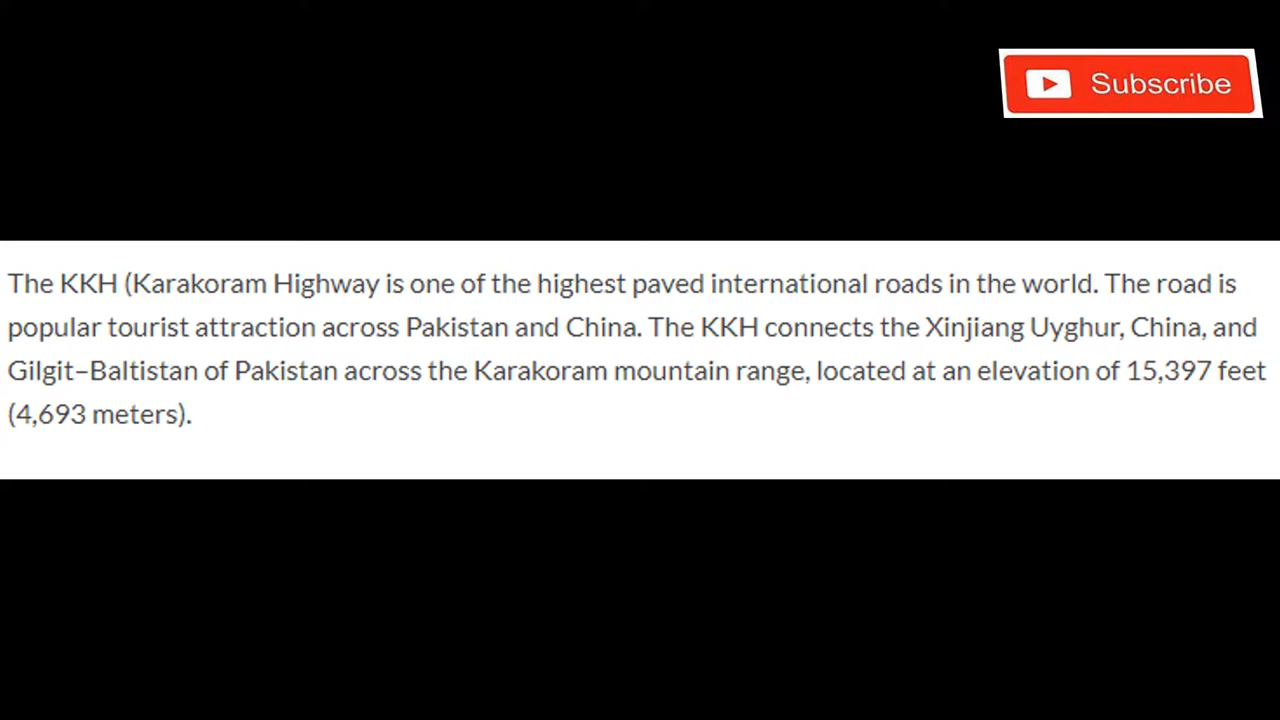 Subscribe
The KKH (Karakoram Highway is one of the highest paved international roads in the world. The road is
popular tourist attraction across Pakistan and China. The KKH connects the Xinjiang Uyghur, China, and
Gilgit–Baltistan of Pakistan across the Karakoram mountain range, located at an elevation of 15,397 feet
(4,693 meters).